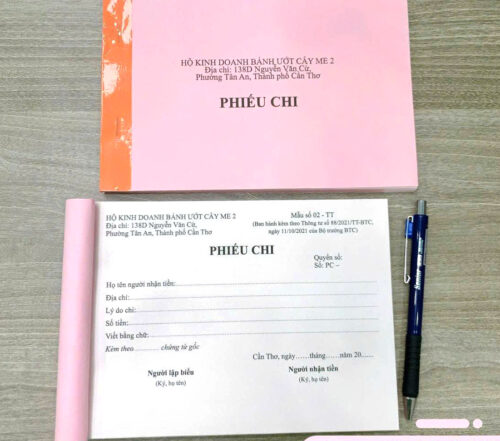 HỘ KINH DOANH BÁNH ƯỚT CÂY ME 2
Địa chỉ: 138D Nguyễn Văn Cừ,
Phường Tân An, Thành phố Cần Thơ
PHIẾU CHI
HỘ KINH DOANH BÁNH ƯỚT CÂY ME 2
Địa chỉ: 138D Nguyễn Văn Cừ,
Phường Tân An, Thành phố Cần Thơ
Mẫu số 02 - TT
(Ban hành kèm theo Thông tư số 88/2021/TT-BTC,
ngày 11/10/2021 của Bộ trưởng BTC)
PHIẾU CHI
Quyển số:
Số: PC –
Họ tên người nhận tiền:
Địa chỉ:
Lý do chi:
Số tiền:
Viết bằng chữ:
Kèm theo.......... chứng từ gốc
Cần Thơ, ngày......tháng......năm 20......
Người lập biểu
(Ký, họ tên)
Người nhận tiền
(Ký, họ tên)